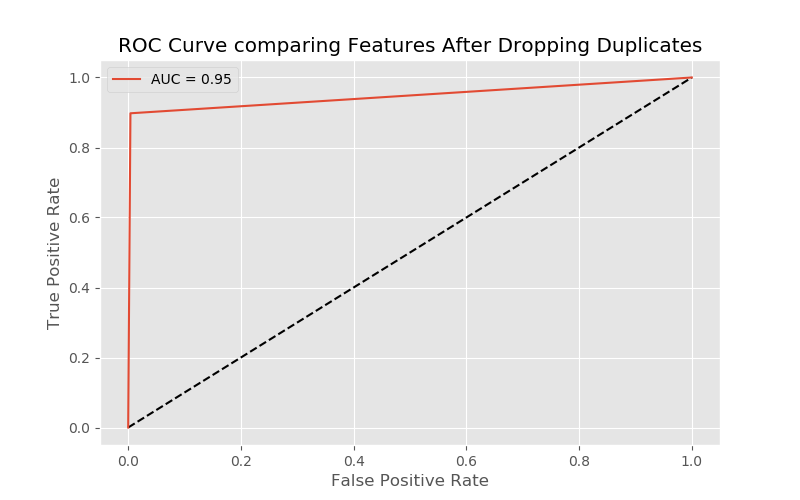 ROC Curve comparing Features After Dropping Duplicates
AUC = 0.95
1.0
0.8
0.6
0.4
0.2
0.0
True Positive Rate
0.0 0.2 0.4 0.6 0.8 1.0
False Positive Rate